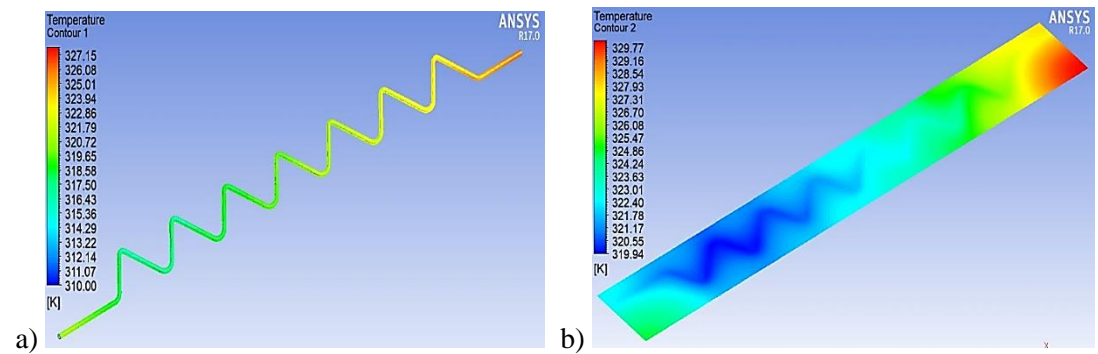 Temperature
Contour 1
ANSYS
R17.0
327.15
326.08
325.01
323.94
322.86
321.79
320.72
319.65
318.58
317.50
316.43
315.36
314.29
313.22
312.14
311.07
310.00
[K]
a)
Temperature
Contour 2
ANSYS
R17.0
329.77
329.16
328.54
327.93
327.31
326.70
326.08
325.47
324.86
324.24
323.63
323.01
322.40
321.78
321.17
320.55
319.94
[K]
x
b)